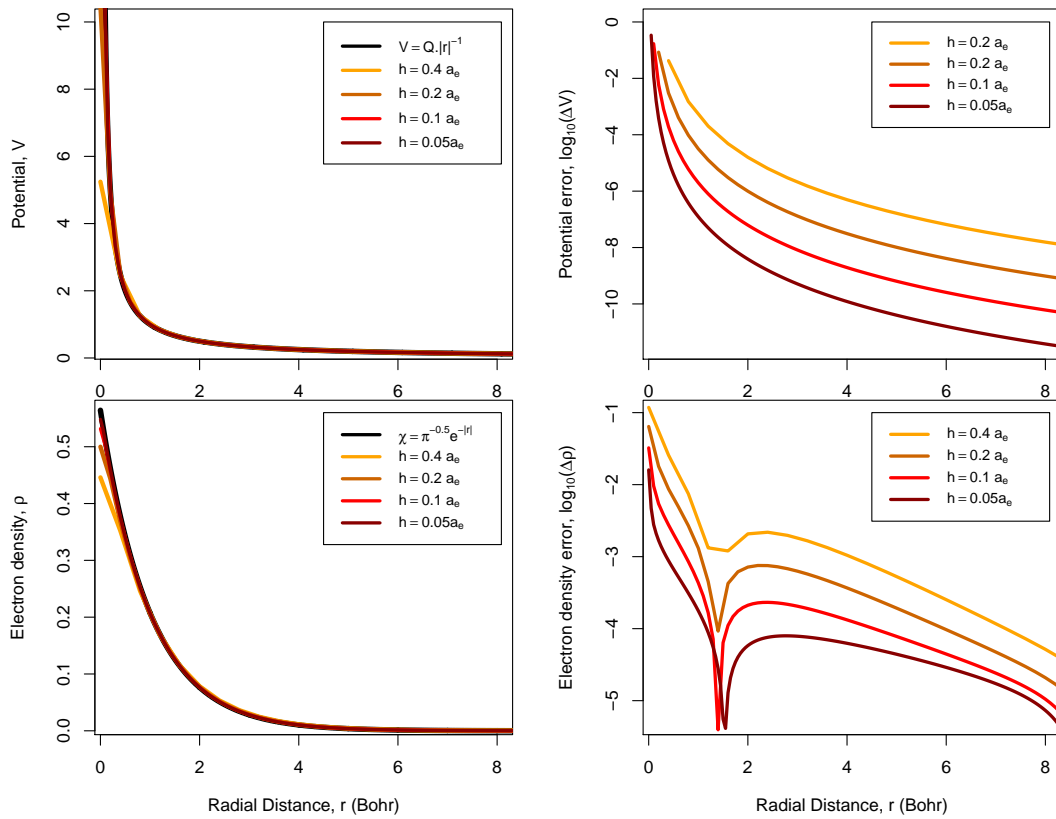 Potential, V
0 2 4 6 8 10
0 2 4 6 8
V = Q.|r|⁻¹
h = 0.4 aₑ
h = 0.2 aₑ
h = 0.1 aₑ
h = 0.05aₑ
Potential error, log₁₀(ΔV)
−10 −8 −6 −4 −2 0
0 2 4 6 8
h = 0.2 aₑ
h = 0.2 aₑ
h = 0.1 aₑ
h = 0.05aₑ
Electron density, ρ
0.0 0.1 0.2 0.3 0.4 0.5
0 2 4 6 8
Radial Distance, r (Bohr)
χ = π⁻⁰·⁵e⁻|r|
h = 0.4 aₑ
h = 0.2 aₑ
h = 0.1 aₑ
h = 0.05aₑ
Electron density error, log₁₀(Δρ)
−5 −4 −3 −2 −1
0 2 4 6 8
Radial Distance, r (Bohr)
h = 0.4 aₑ
h = 0.2 aₑ
h = 0.1 aₑ
h = 0.05aₑ